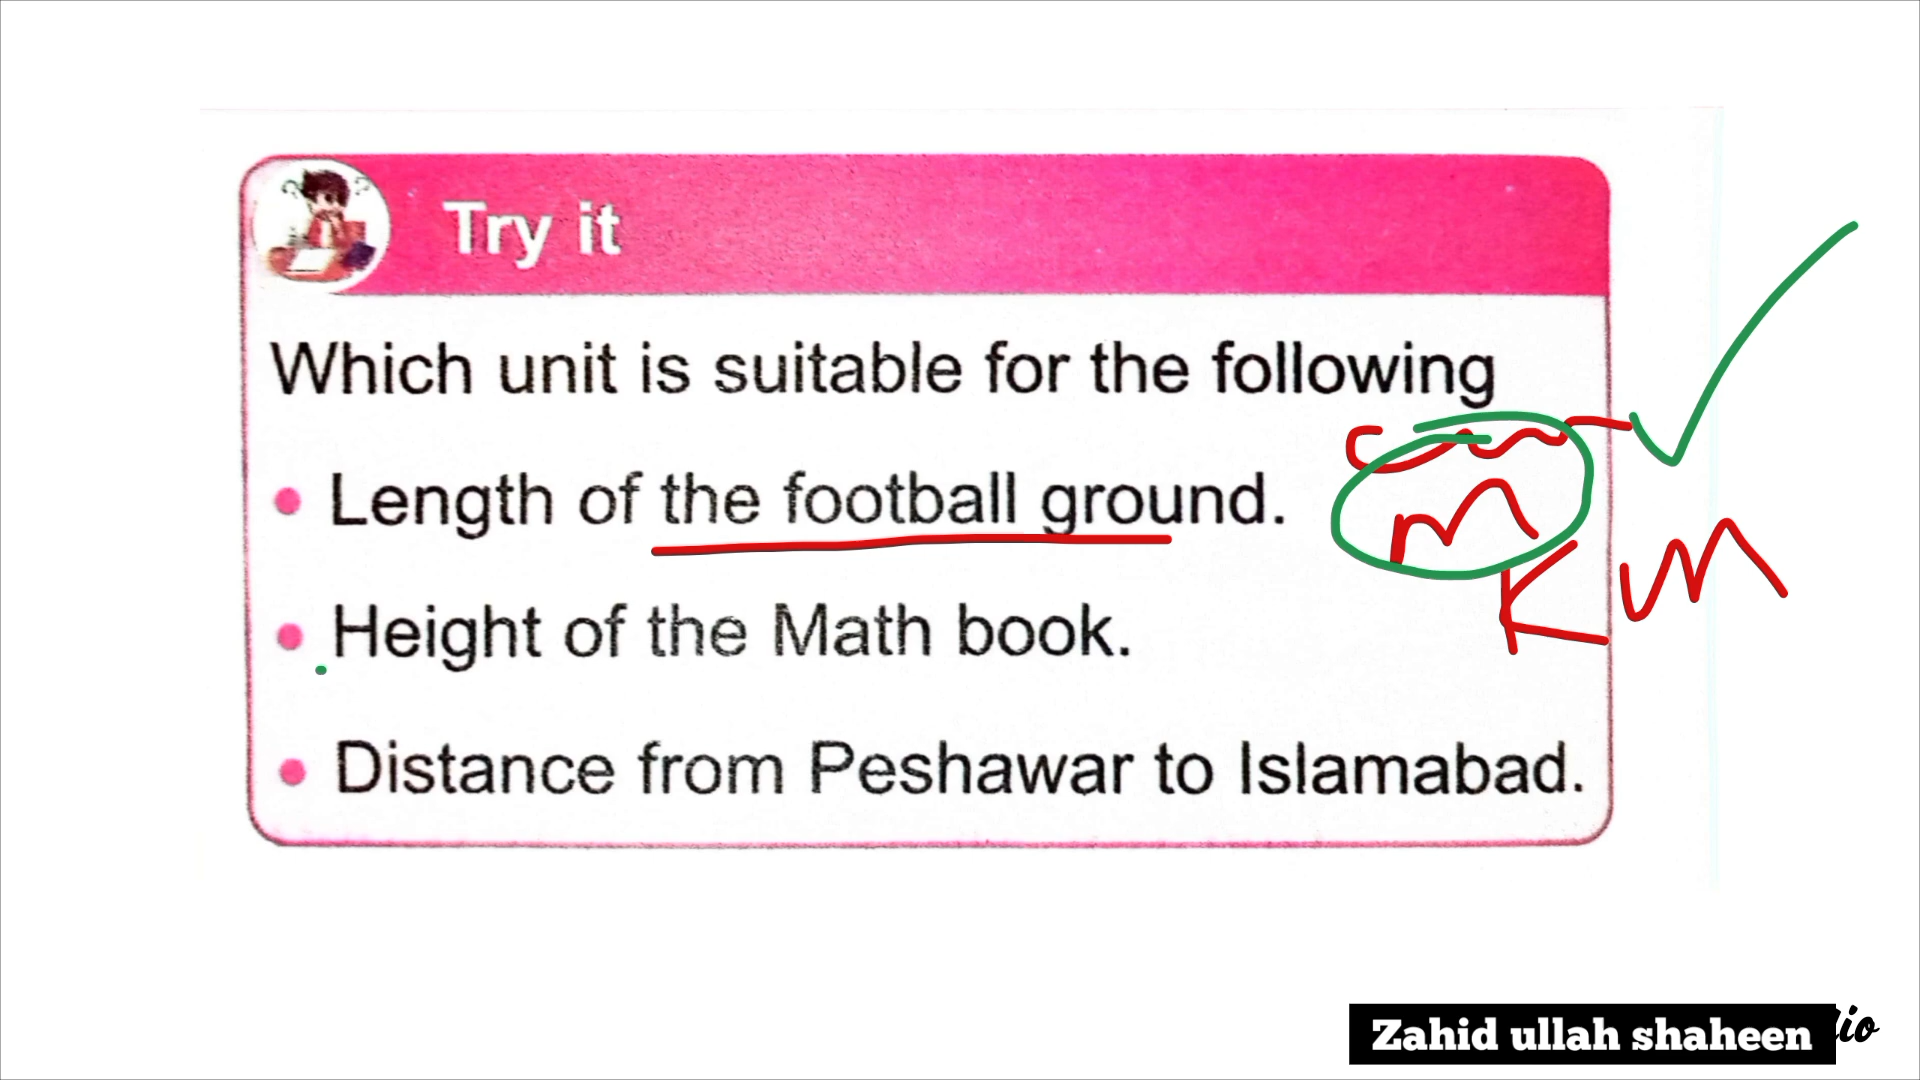 Try it
Which unit is suitable for the following
cm
• Length of the football ground.
m
Km
• Height of the Math book.
• Distance from Peshawar to Islamabad.
Zahid ullah shaheen